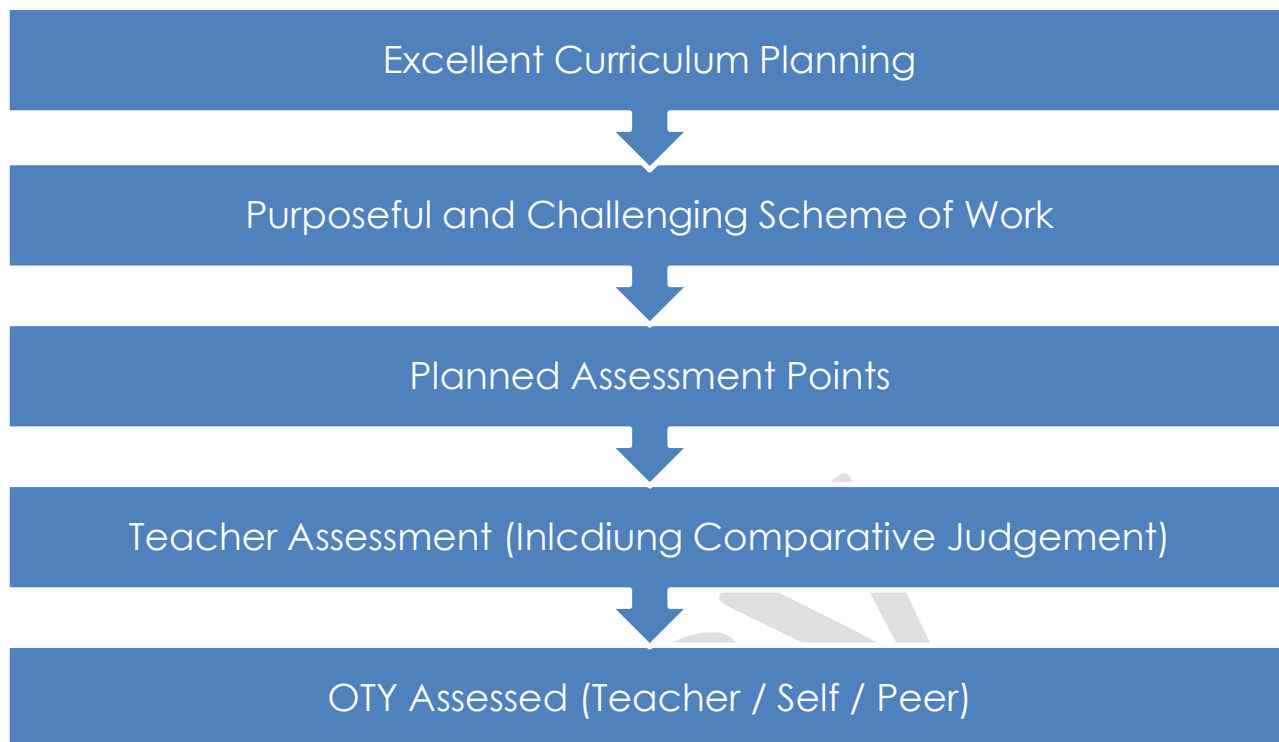 Excellent Curriculum Planning
Purposeful and Challenging Scheme of Work
Planned Assessment Points
Teacher Assessment (Inlcdiung Comparative Judgement)
OTY Assessed (Teacher / Self / Peer)